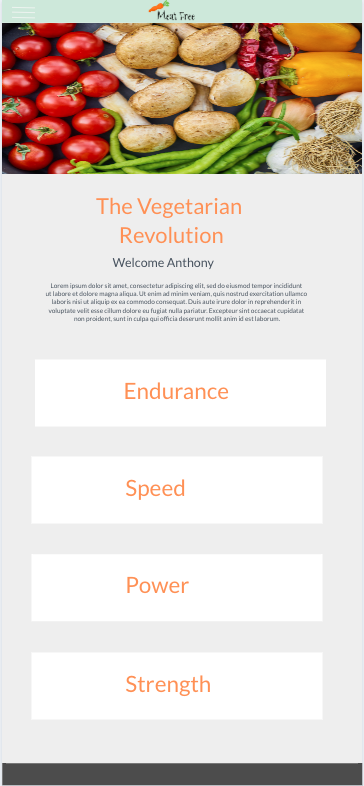 Meat Free
The Vegetarian
Revolution
Welcome Anthony
Lorem ipsum dolor sit amet, consectetur adipiscing elit, sed do eiusmod tempor incididunt
ut labore et dolore magna aliqua. Ut enim ad minim veniam, quis nostrud exercitation ullamco
laboris nisi ut aliquip ex ea commodo consequat. Duis aute irure dolor in reprehenderit in
voluptate velit esse cillum dolore eu fugiat nulla pariatur. Excepteur sint occaecat cupidatat
non proident, sunt in culpa qui officia deserunt mollit anim id est laborum.
Endurance
Speed
Power
Strength